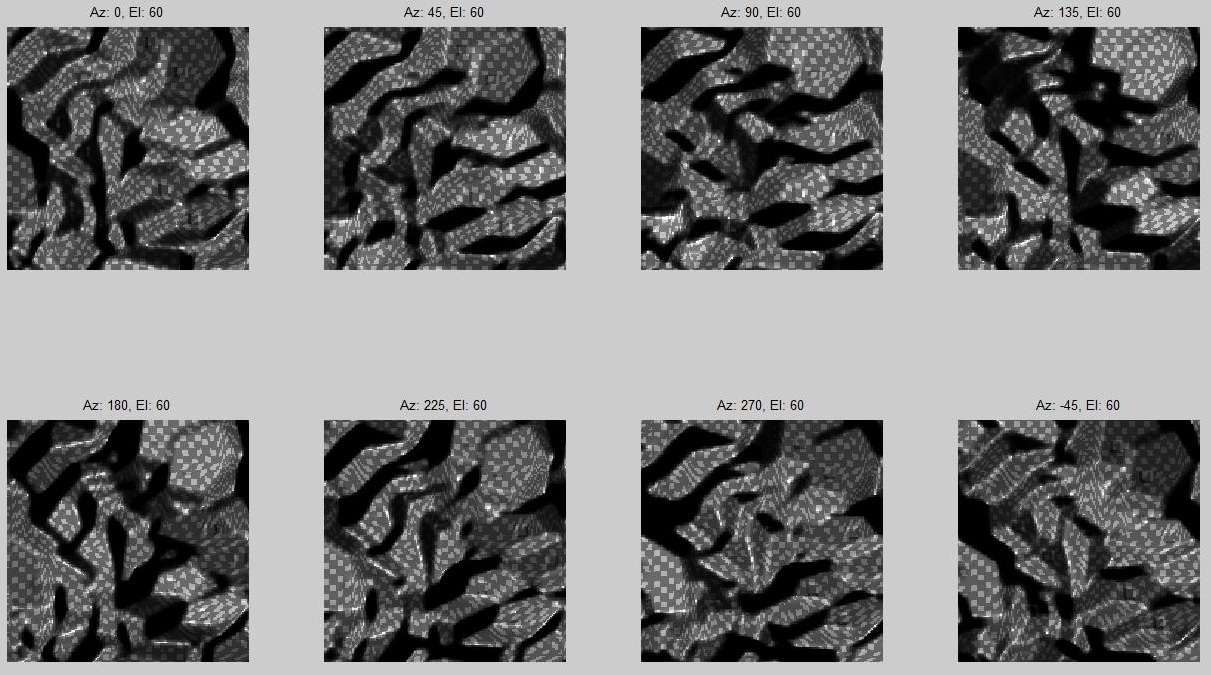 Az: 0, El: 60
Az: 45, El: 60
Az: 90, El: 60
Az: 135, El: 60
Az: 180, El: 60
Az: 225, El: 60
Az: 270, El: 60
Az: -45, El: 60